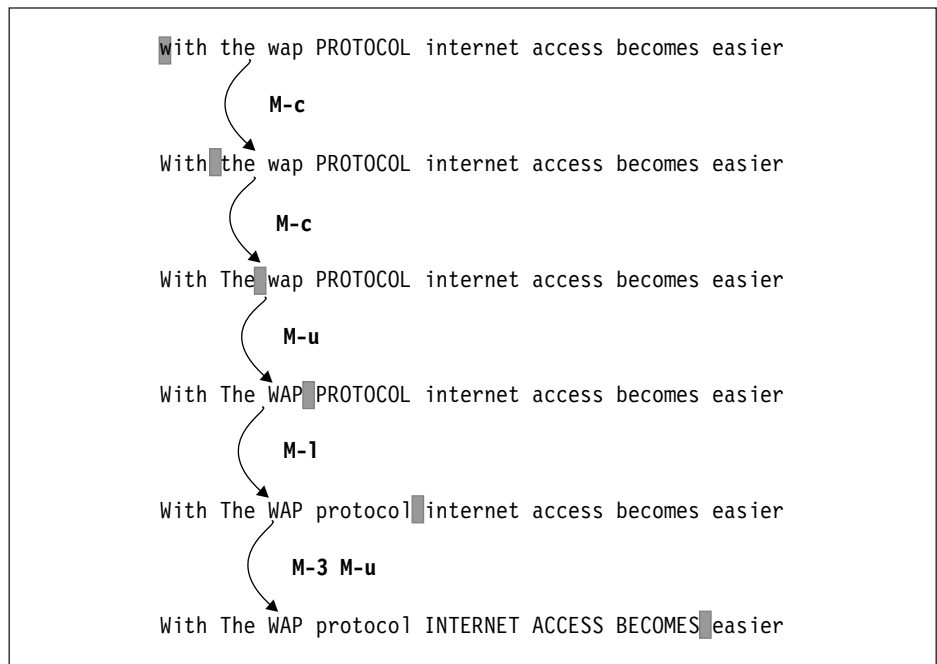 with the wap PROTOCOL internet access becomes easier
M-c
With the wap PROTOCOL internet access becomes easier
M-c
With The wap PROTOCOL internet access becomes easier
M-u
With The WAP PROTOCOL internet access becomes easier
M-l
With The WAP protocol internet access becomes easier
M-3 M-u
With The WAP protocol INTERNET ACCESS BECOMES easier